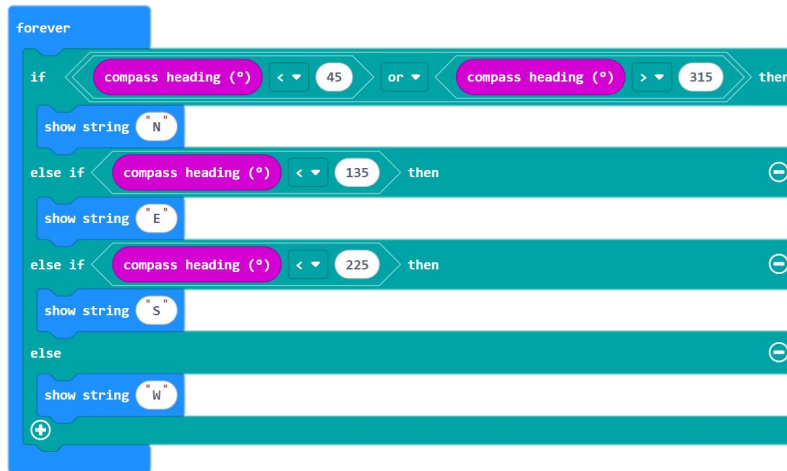 forever
if compass heading (°) < 45 or compass heading (°) > 315 then
show string "N"
else if compass heading (°) < 135 then
show string "E"
else if compass heading (°) < 225 then
show string "S"
else
show string "W"